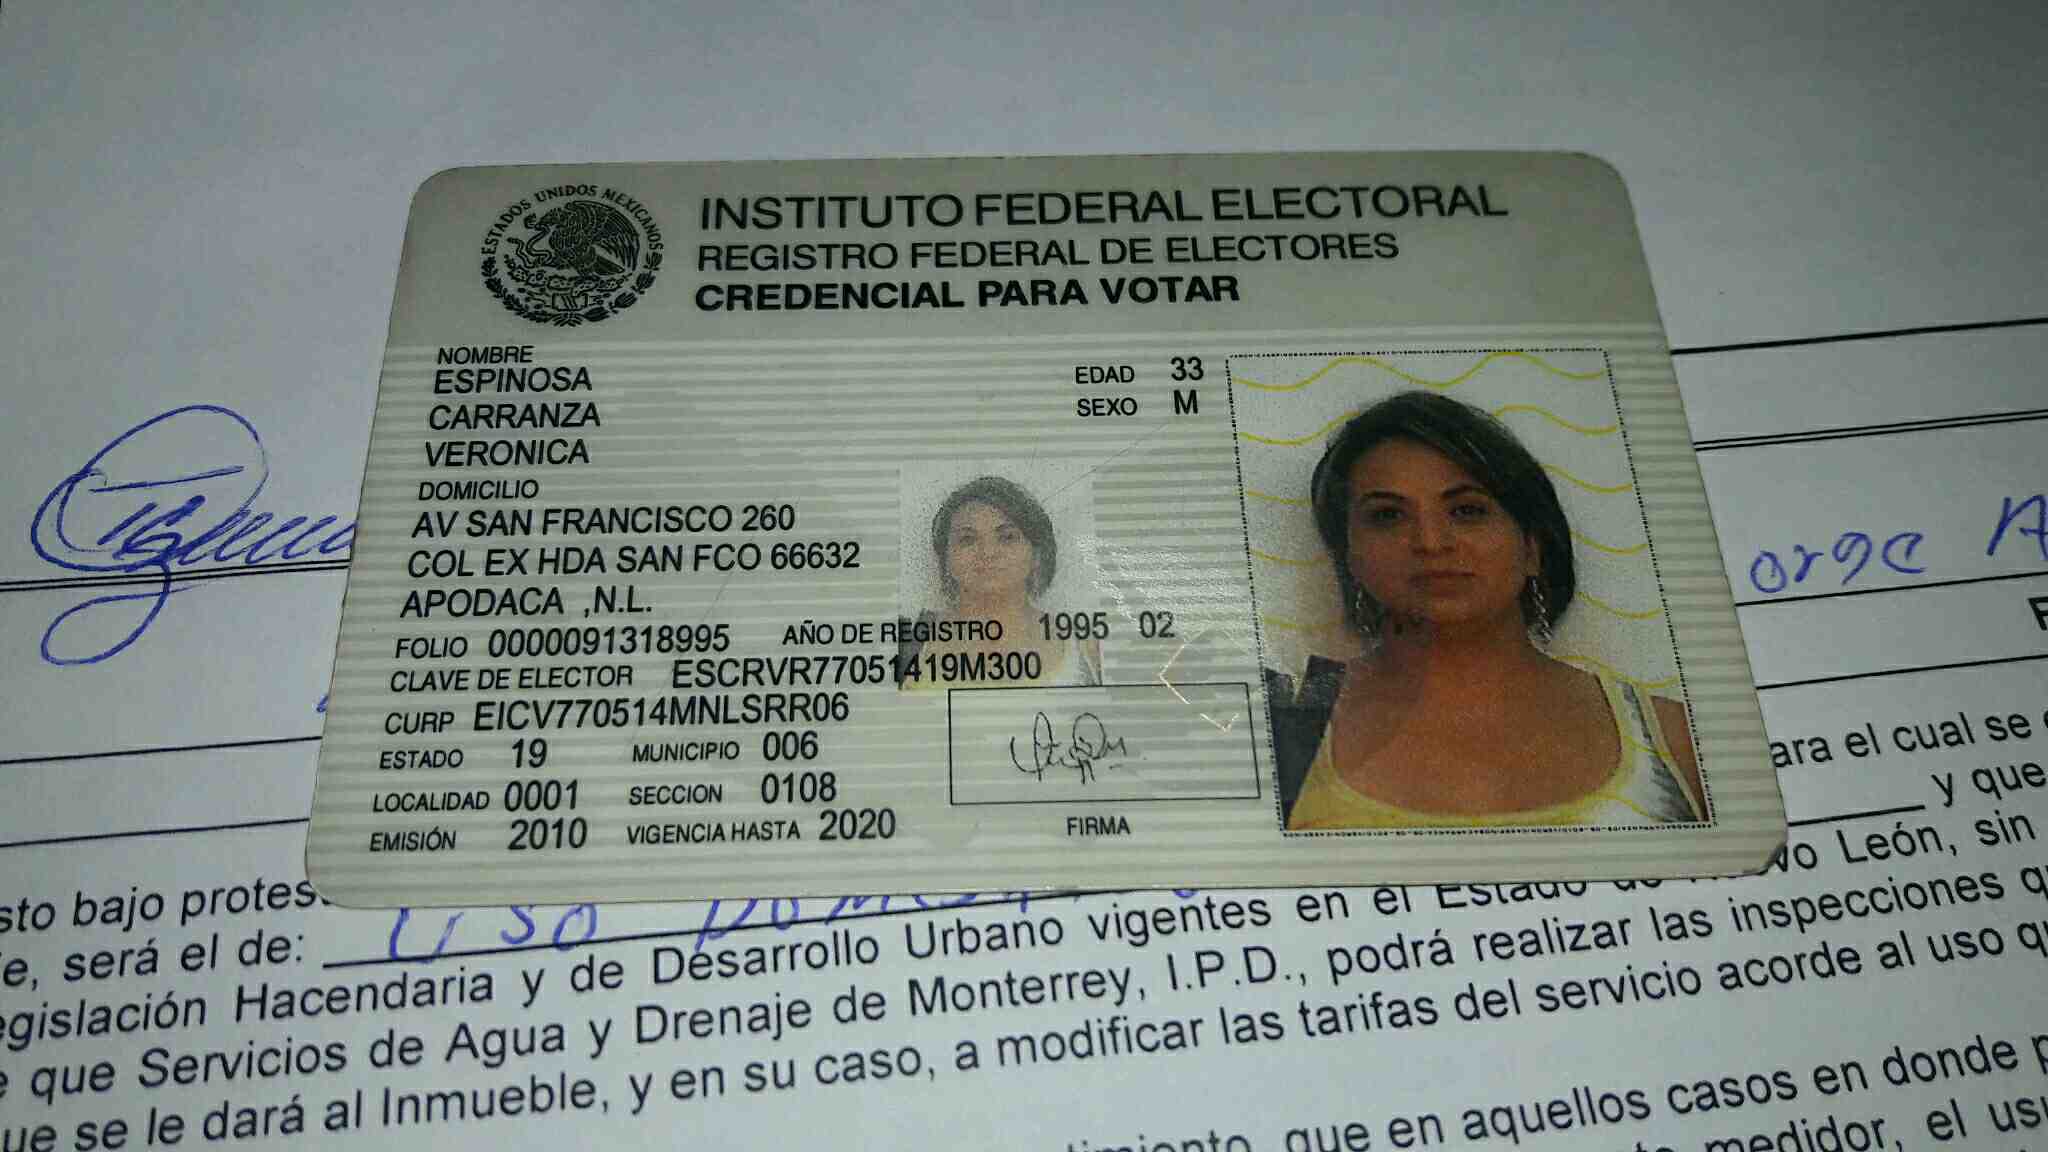 ESTADOS UNIDOS MEXICANOS
INSTITUTO FEDERAL ELECTORAL
REGISTRO FEDERAL DE ELECTORES
CREDENCIAL PARA VOTAR
NOMBRE
ESPINOSA
CARRANZA
VERONICA
EDAD 33
SEXO M
DOMICILIO
AV SAN FRANCISCO 260
COL EX HDA SAN FCO 66632
APODACA ,N.L.
FOLIO 0000091318995 AÑO DE REGISTRO 1995 02
CLAVE DE ELECTOR ESCRVR77051419M300
CURP EICV770514MNLSRR06
ESTADO 19 MUNICIPIO 006
LOCALIDAD 0001 SECCION 0108
EMISIÓN 2010 VIGENCIA HASTA 2020
FIRMA
orge A
ara el cual se
y que
sto bajo protes
e, será el de: USO
León, sin
egislación Hacendaria y de Desarrollo Urbano vigentes en el Estado de
e que Servicios de Agua y Drenaje de Monterrey, I.P.D., podrá realizar las inspecciones q
ue se le dará al Inmueble, y en su caso, a modificar las tarifas del servicio acorde al uso q
que en aquellos casos en donde p
medidor, el usu